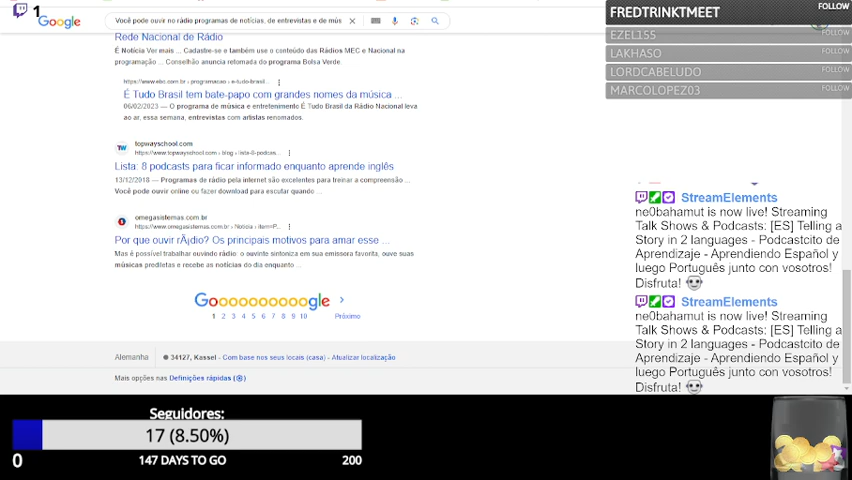 1
Google
Você pode ouvir no rádio programas de notícias, de entrevistas e de mús
Rede Nacional de Rádio
É Notícia Ver mais ... Cadastre-se e também use o conteúdo das Rádios MEC e Nacional na
programação ... Conselhão anuncia retomada do programa Bolsa Verde.
https://www.ebc.com.br › programacao › e-tudo-brasil...
É Tudo Brasil tem bate-papo com grandes nomes da música ...
06/02/2023 — O programa de música e entretenimento É Tudo Brasil da Rádio Nacional leva
ao ar, essa semana, entrevistas com artistas renomados.
topwayschool.com
https://www.topwayschool.com › blog › lista-8-podcas...
Lista: 8 podcasts para ficar informado enquanto aprende inglês
13/12/2018 — Programas de rádio pela internet são excelentes para treinar a compreensão ...
Você pode ouvir online ou fazer download para escutar quando ...
omegasistemas.com.br
https://www.omegasistemas.com.br › Noticia › item=P...
Por que ouvir rÃ¡dio? Os principais motivos para amar esse ...
Mas é possível trabalhar ouvindo rádio: o ouvinte sintoniza em sua emissora favorita, ouve suas
músicas prediletas e recebe as notícias do dia enquanto ...
Goooooooooogle
1 2 3 4 5 6 7 8 9 10 Próximo
Alemanha 34127, Kassel - Com base nos seus locais (casa) - Atualizar localização
Mais opções nas Definições rápidas
FREDTRINKTMEET FOLLOW
EZEL155 FOLLOW
LAKHASO FOLLOW
LORDCABELUDO FOLLOW
MARCOLOPEZ03 FOLLOW
StreamElements
ne0bahamut is now live! Streaming
Talk Shows & Podcasts: [ES] Telling a
Story in 2 languages - Podcastcito de
Aprendizaje - Aprendiendo Español y
luego Português junto con vosotros!
Disfruta!
StreamElements
ne0bahamut is now live! Streaming
Talk Shows & Podcasts: [ES] Telling a
Story in 2 languages - Podcastcito de
Aprendizaje - Aprendiendo Español y
luego Português junto con vosotros!
Disfruta!
Seguidores:
17 (8.50%)
0 147 DAYS TO GO 200